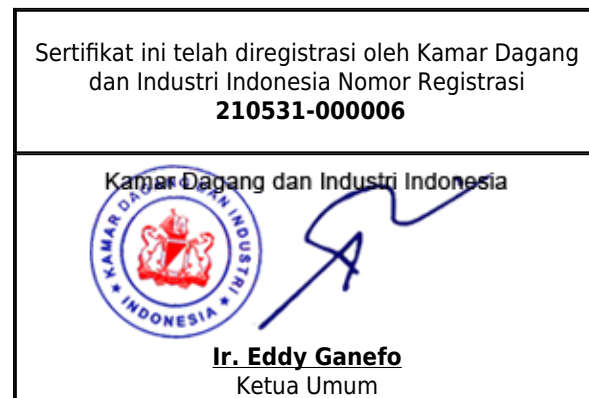 Sertifikat ini telah diregistrasi oleh Kamar Dagang
dan Industri Indonesia Nomor Registrasi
210531-000006
Kamar Dagang dan Industri Indonesia
KAMAR DAGANG DAN INDUSTRI
INDONESIA
Ir. Eddy Ganefo
Ketua Umum